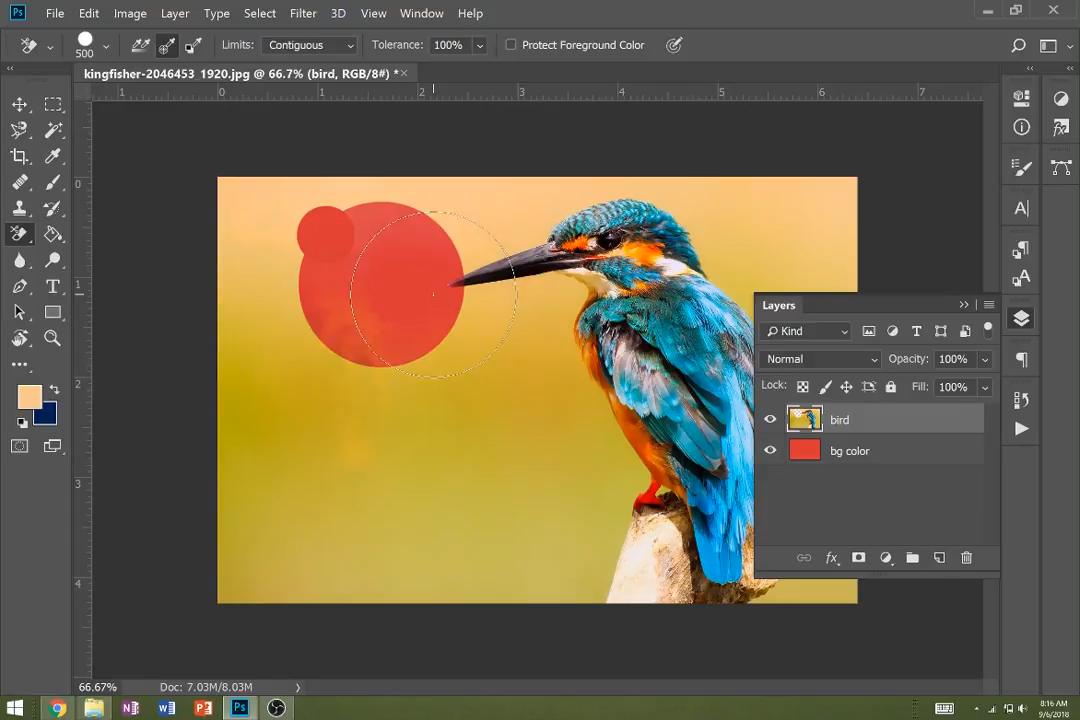 Ps File Edit Image Layer Type Select Filter 3D View Window Help
500 Limits: Contiguous Tolerance: 100% Protect Foreground Color
kingfisher-2046453_1920.jpg @ 66.7% (bird, RGB/8#) * ×
1 0 1 2 3 4 5 6 7
0
1
2
3
4
Layers
Kind
Normal Opacity: 100%
Lock: Fill: 100%
bird
bg color
fx
66.67% Doc: 7.03M/8.03M
8:16 AM
9/6/2018